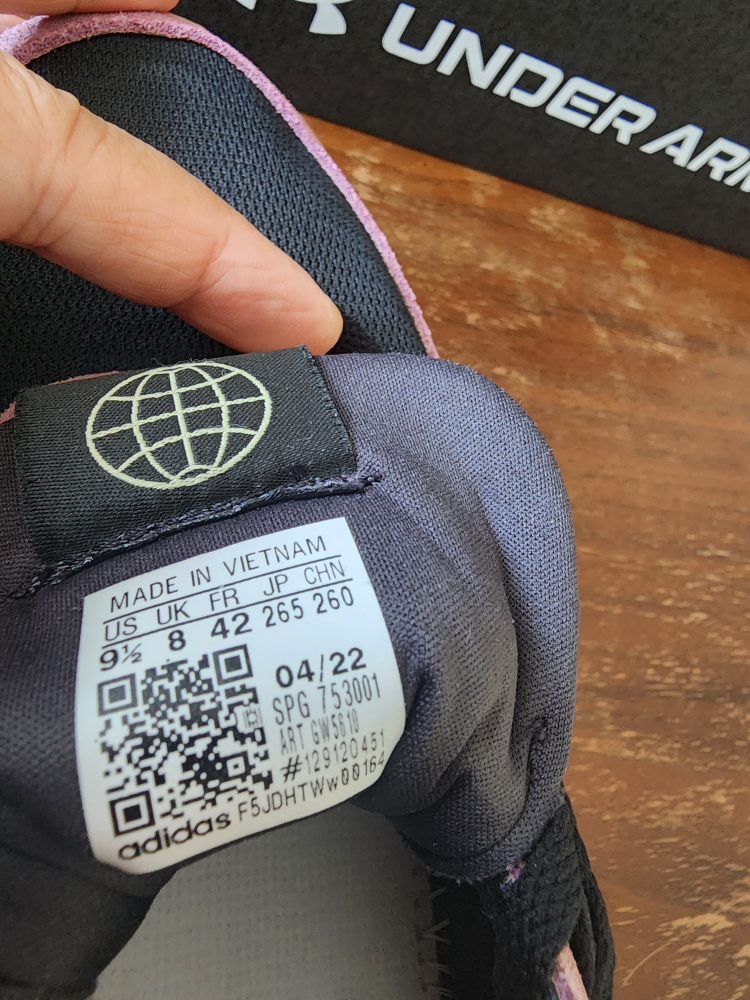 UNDER ARM
MADE IN VIETNAM
US UK FR JP CHN
9½ 8 42 265 260
04/22
SPG 753001
ART GW5610
#129120451
F5JDHTWw00164
adidas